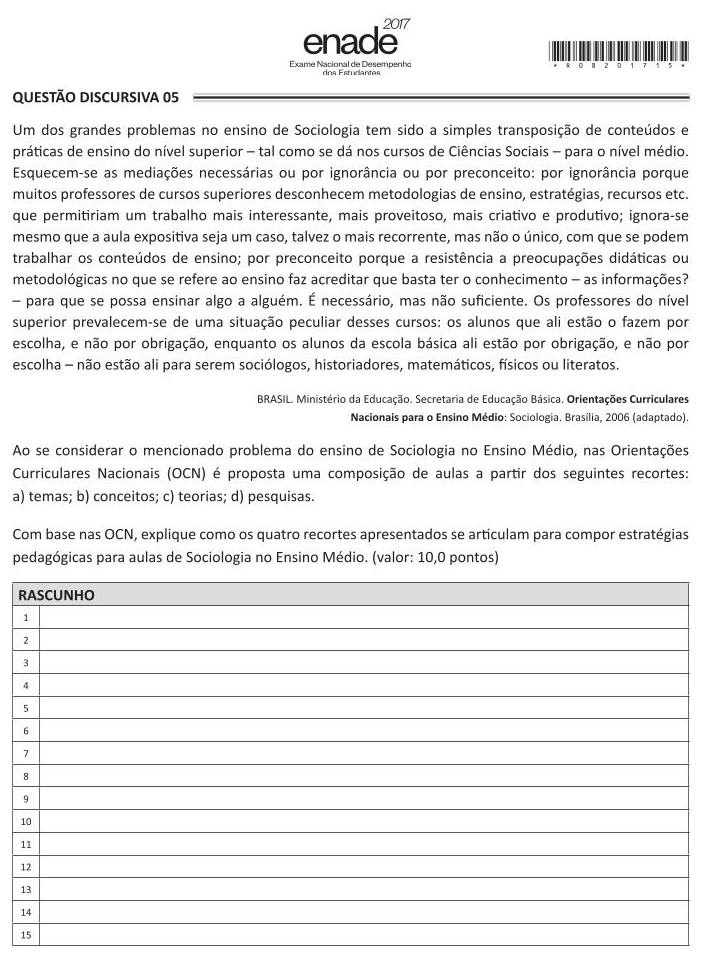 2017
enade
Exame Nacional de Desempenho
dos Estudantes
* R 0 8 2 0 1 7 1 5 *
QUESTÃO DISCURSIVA 05
Um dos grandes problemas no ensino de Sociologia tem sido a simples transposição de conteúdos e
práticas de ensino do nível superior – tal como se dá nos cursos de Ciências Sociais – para o nível médio.
Esquecem-se as mediações necessárias ou por ignorância ou por preconceito: por ignorância porque
muitos professores de cursos superiores desconhecem metodologias de ensino, estratégias, recursos etc.
que permitiriam um trabalho mais interessante, mais proveitoso, mais criativo e produtivo; ignora-se
mesmo que a aula expositiva seja um caso, talvez o mais recorrente, mas não o único, com que se podem
trabalhar os conteúdos de ensino; por preconceito porque a resistência a preocupações didáticas ou
metodológicas no que se refere ao ensino faz acreditar que basta ter o conhecimento – as informações?
– para que se possa ensinar algo a alguém. É necessário, mas não suficiente. Os professores do nível
superior prevalecem-se de uma situação peculiar desses cursos: os alunos que ali estão o fazem por
escolha, e não por obrigação, enquanto os alunos da escola básica ali estão por obrigação, e não por
escolha – não estão ali para serem sociólogos, historiadores, matemáticos, físicos ou literatos.
BRASIL. Ministério da Educação. Secretaria de Educação Básica. Orientações Curriculares
Nacionais para o Ensino Médio: Sociologia. Brasília, 2006 (adaptado).
Ao se considerar o mencionado problema do ensino de Sociologia no Ensino Médio, nas Orientações
Curriculares Nacionais (OCN) é proposta uma composição de aulas a partir dos seguintes recortes:
a) temas; b) conceitos; c) teorias; d) pesquisas.
Com base nas OCN, explique como os quatro recortes apresentados se articulam para compor estratégias
pedagógicas para aulas de Sociologia no Ensino Médio. (valor: 10,0 pontos)
RASCUNHO
1
2
3
4
5
6
7
8
9
10
11
12
13
14
15